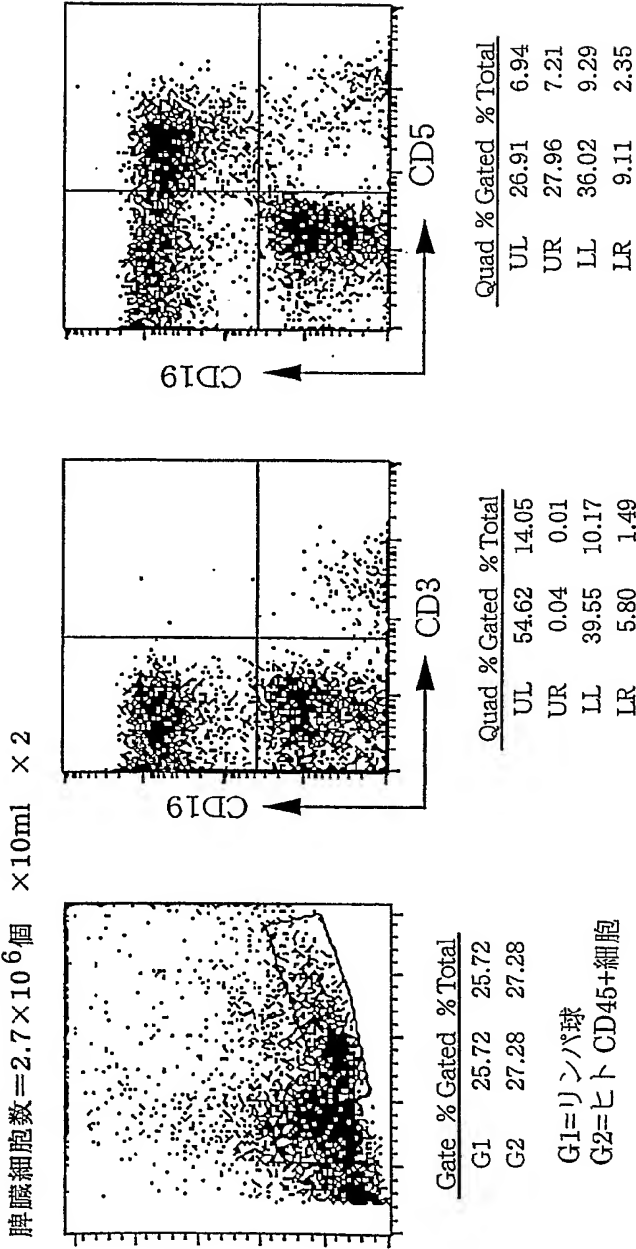 脾臓細胞数=2.7×10⁶個 ×10ml ×2
Gate %Gated %Total
G1 25.72 25.72
G2 27.28 27.28
G1=リンパ球
G2=ヒトCD45+細胞
CD19
CD3
Quad %Gated %Total
UL 54.62 14.05
UR 0.04 0.01
LL 39.55 10.17
LR 5.80 1.49
CD19
CD5
Quad %Gated %Total
UL 26.91 6.94
UR 27.96 7.21
LL 36.02 9.29
LR 9.11 2.35